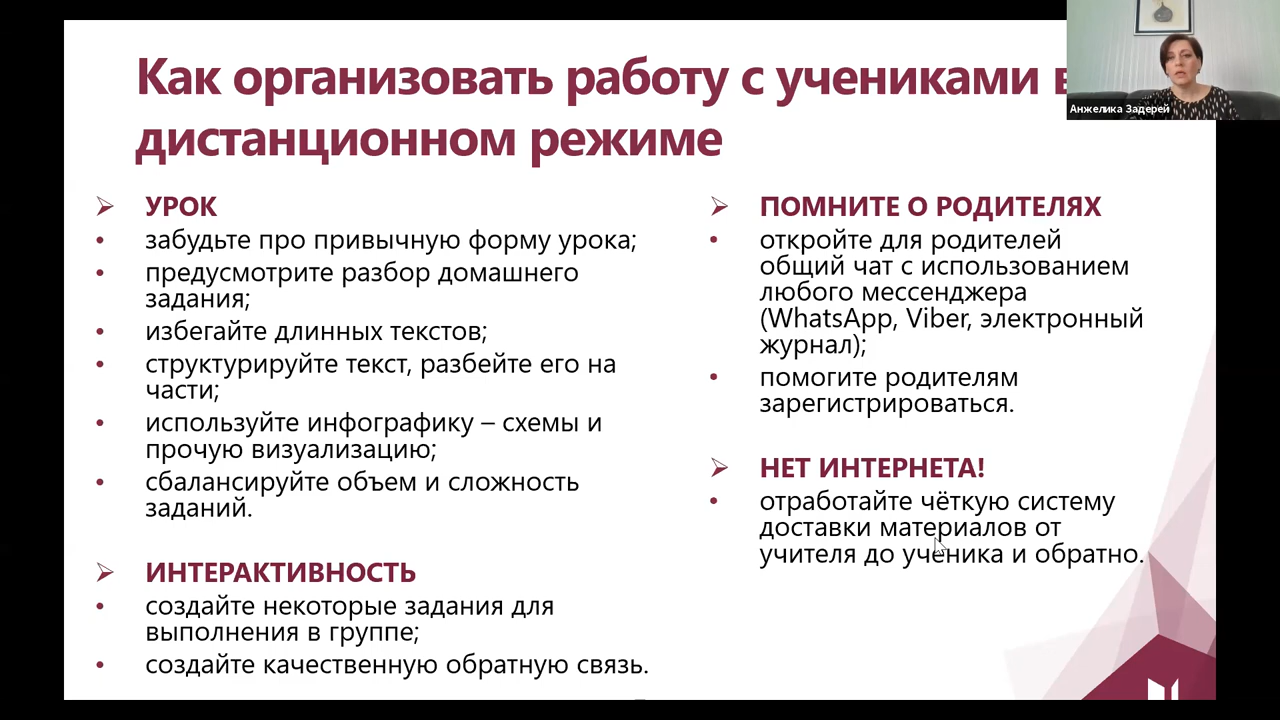 Как организовать работу с учениками в
дистанционном режиме
Анжелика Задерей
УРОК
забудьте про привычную форму урока;
предусмотрите разбор домашнего
задания;
избегайте длинных текстов;
структурируйте текст, разбейте его на
части;
используйте инфографику – схемы и
прочую визуализацию;
сбалансируйте объем и сложность
заданий.
ИНТЕРАКТИВНОСТЬ
создайте некоторые задания для
выполнения в группе;
создайте качественную обратную связь.
ПОМНИТЕ О РОДИТЕЛЯХ
откройте для родителей
общий чат с использованием
любого мессенджера
(WhatsApp, Viber, электронный
журнал);
помогите родителям
зарегистрироваться.
НЕТ ИНТЕРНЕТА!
отработайте чёткую систему
доставки материалов от
учителя до ученика и обратно.